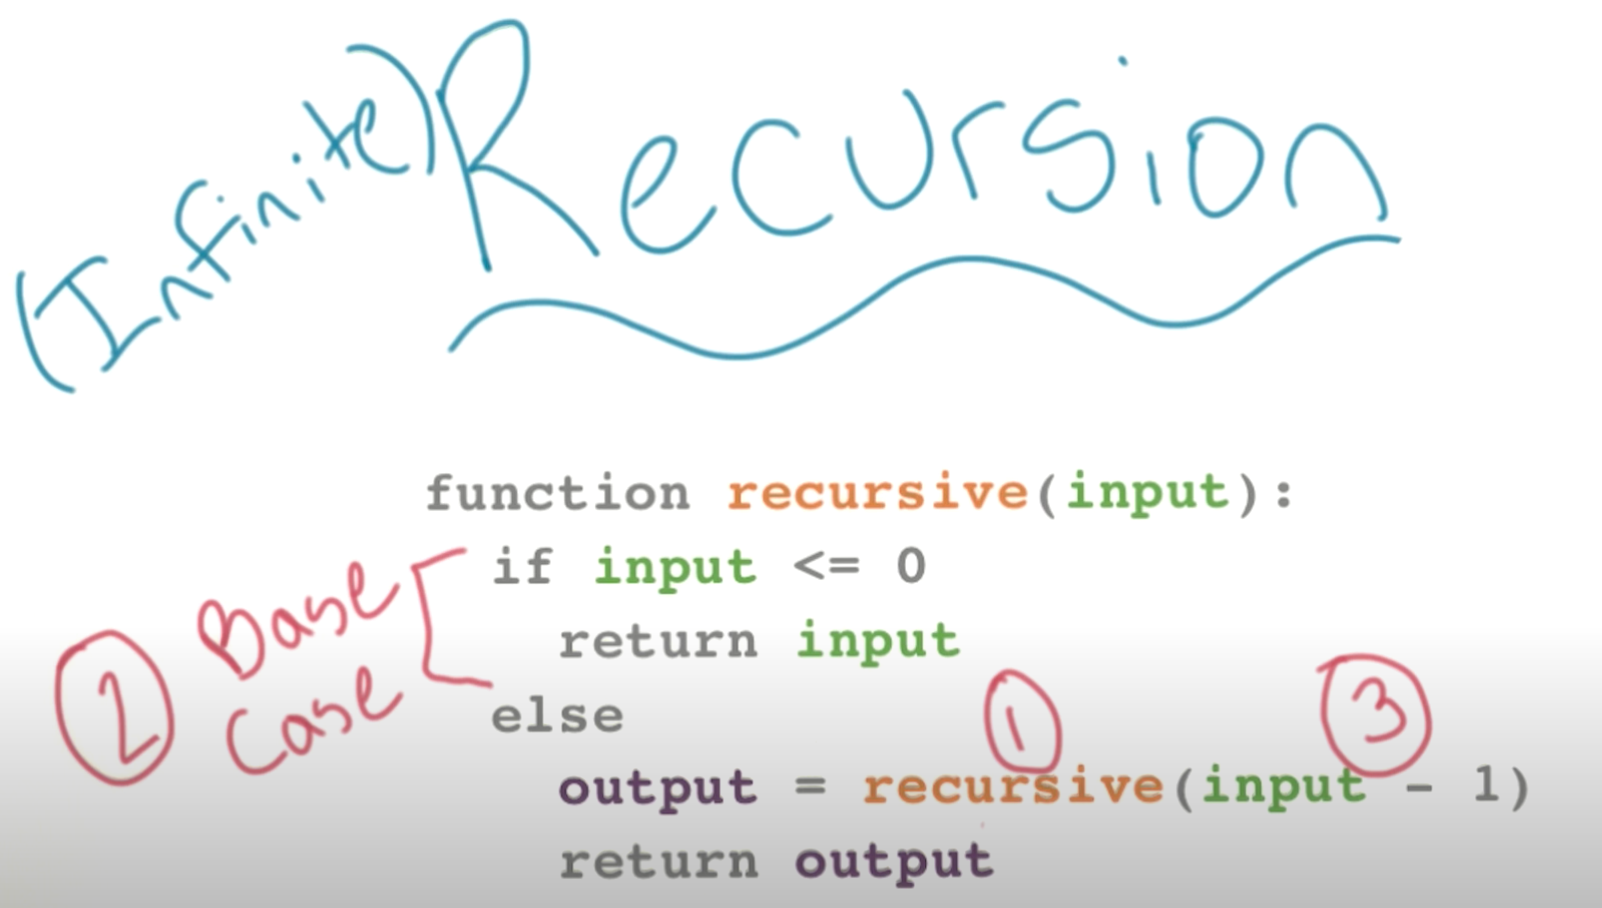 (Infinite) Recursion
function recursive(input):
if input <= 0
return input
else
output = recursive(input - 1)
return output
2 Base Case
1
3